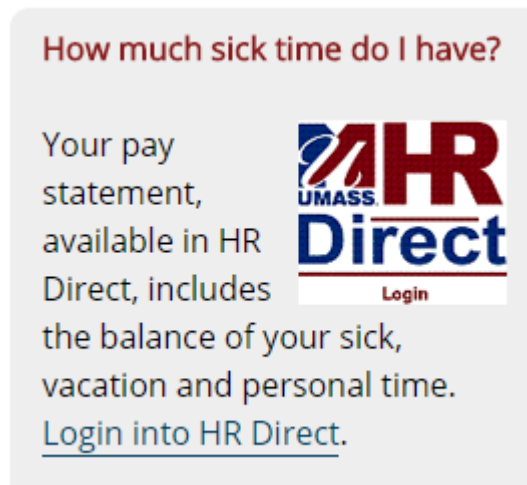 How much sick time do I have?
Your pay
statement,
available in HR
Direct, includes
the balance of your sick,
vacation and personal time.
Login into HR Direct.
UMASS HR
Direct
Login